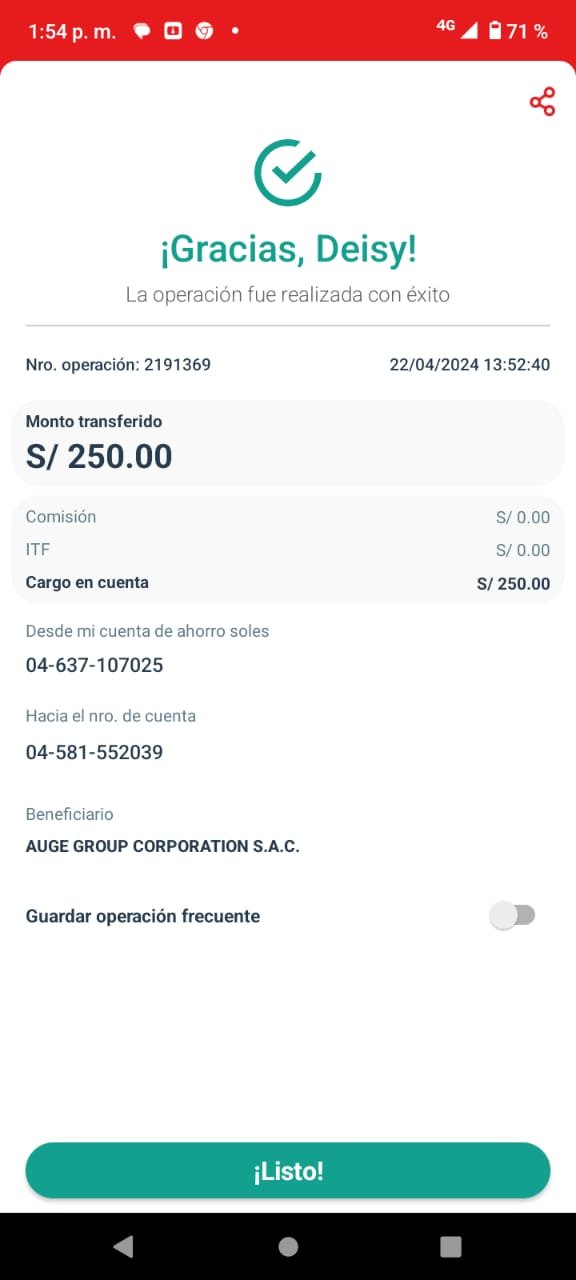 1:54 p. m.
4G
71 %
¡Gracias, Deisy!
La operación fue realizada con éxito
Nro. operación: 2191369 22/04/2024 13:52:40
Monto transferido
S/ 250.00
Comisión S/ 0.00
ITF S/ 0.00
Cargo en cuenta S/ 250.00
Desde mi cuenta de ahorro soles
04-637-107025
Hacia el nro. de cuenta
04-581-552039
Beneficiario
AUGE GROUP CORPORATION S.A.C.
Guardar operación frecuente
¡Listo!